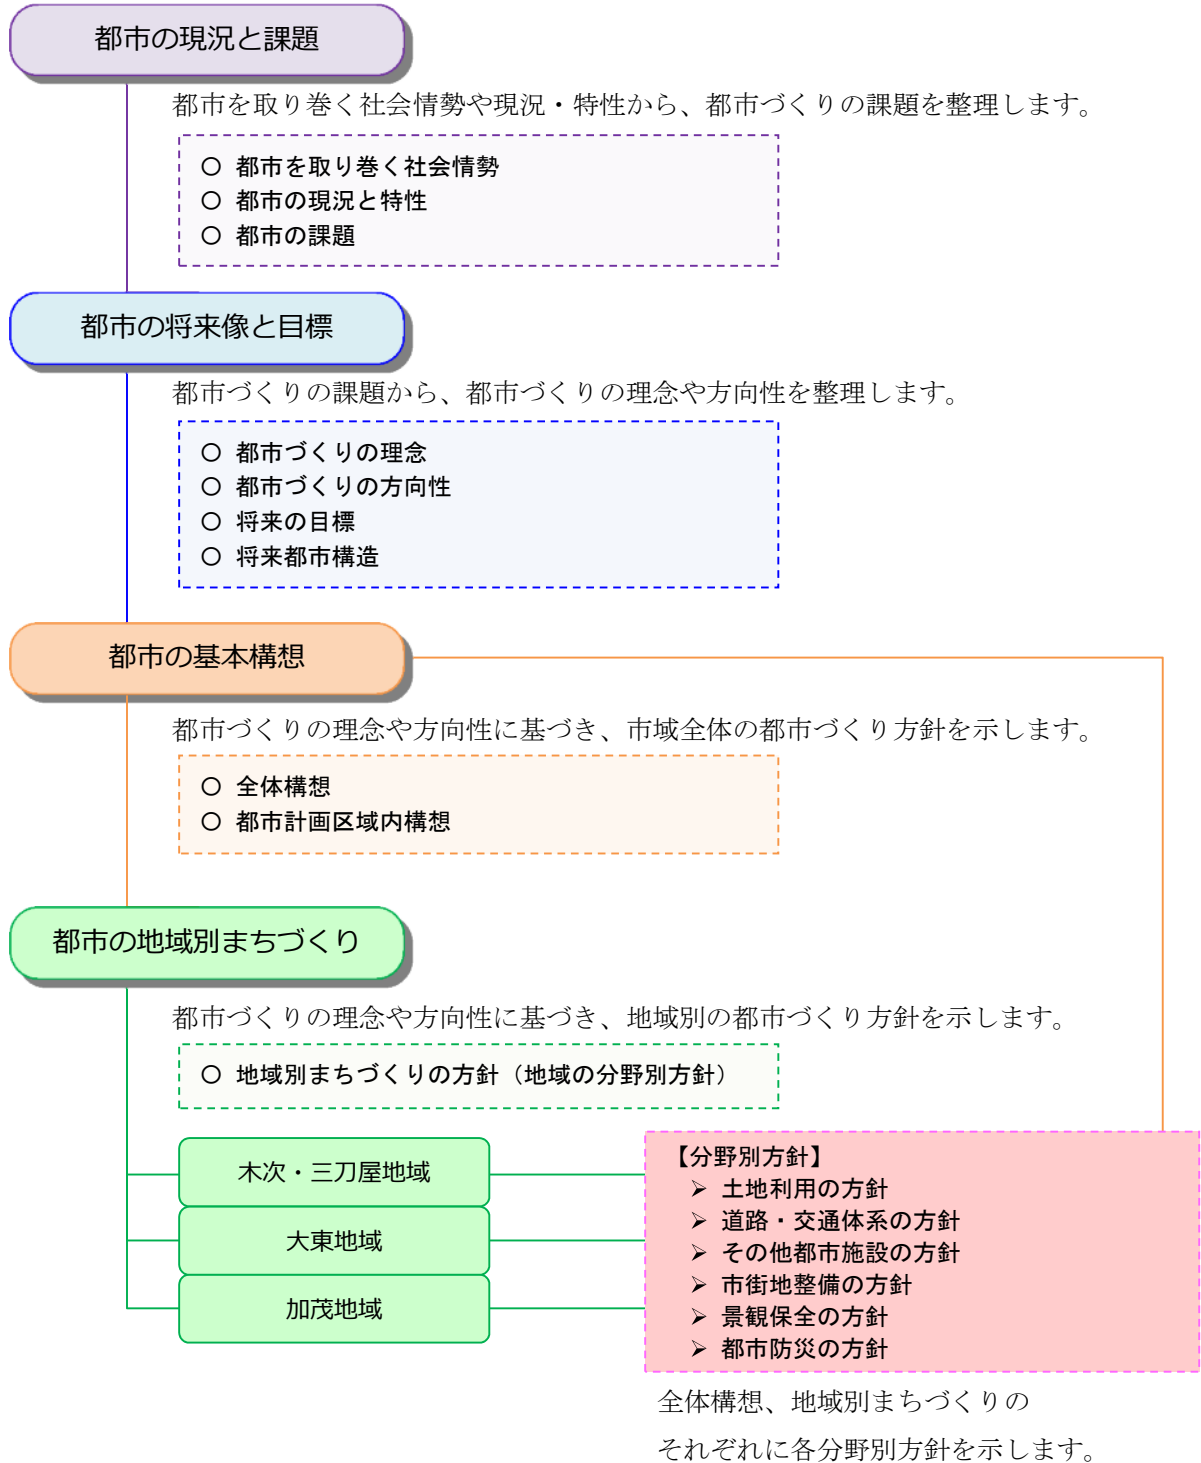 都市の現況と課題
都市を取り巻く社会情勢や現況・特性から、都市づくりの課題を整理します。
○ 都市を取り巻く社会情勢
○ 都市の現況と特性
○ 都市の課題
都市の将来像と目標
都市づくりの課題から、都市づくりの理念や方向性を整理します。
○ 都市づくりの理念
○ 都市づくりの方向性
○ 将来の目標
○ 将来都市構造
都市の基本構想
都市づくりの理念や方向性に基づき、市域全体の都市づくり方針を示します。
○ 全体構想
○ 都市計画区域内構想
都市の地域別まちづくり
都市づくりの理念や方向性に基づき、地域別の都市づくり方針を示します。
○ 地域別まちづくりの方針（地域の分野別方針）
木次・三刀屋地域
大東地域
加茂地域
【分野別方針】
➢ 土地利用の方針
➢ 道路・交通体系の方針
➢ その他都市施設の方針
➢ 市街地整備の方針
➢ 景観保全の方針
➢ 都市防災の方針
全体構想、地域別まちづくりの
それぞれに各分野別方針を示します。